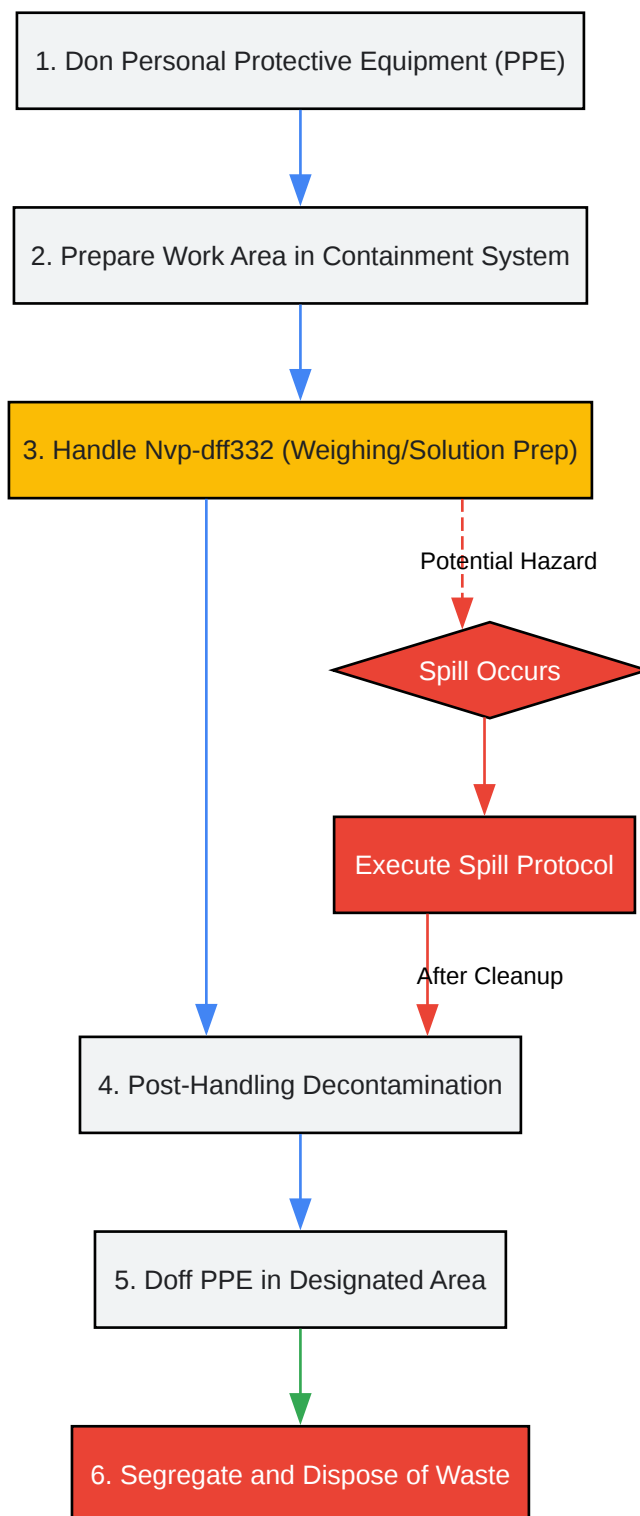 1. Don Personal Protective Equipment (PPE)
2. Prepare Work Area in Containment System
3. Handle Nvp-dff332 (Weighing/Solution Prep)
Potential Hazard
Spill Occurs
Execute Spill Protocol
After Cleanup
4. Post-Handling Decontamination
5. Doff PPE in Designated Area
6. Segregate and Dispose of Waste